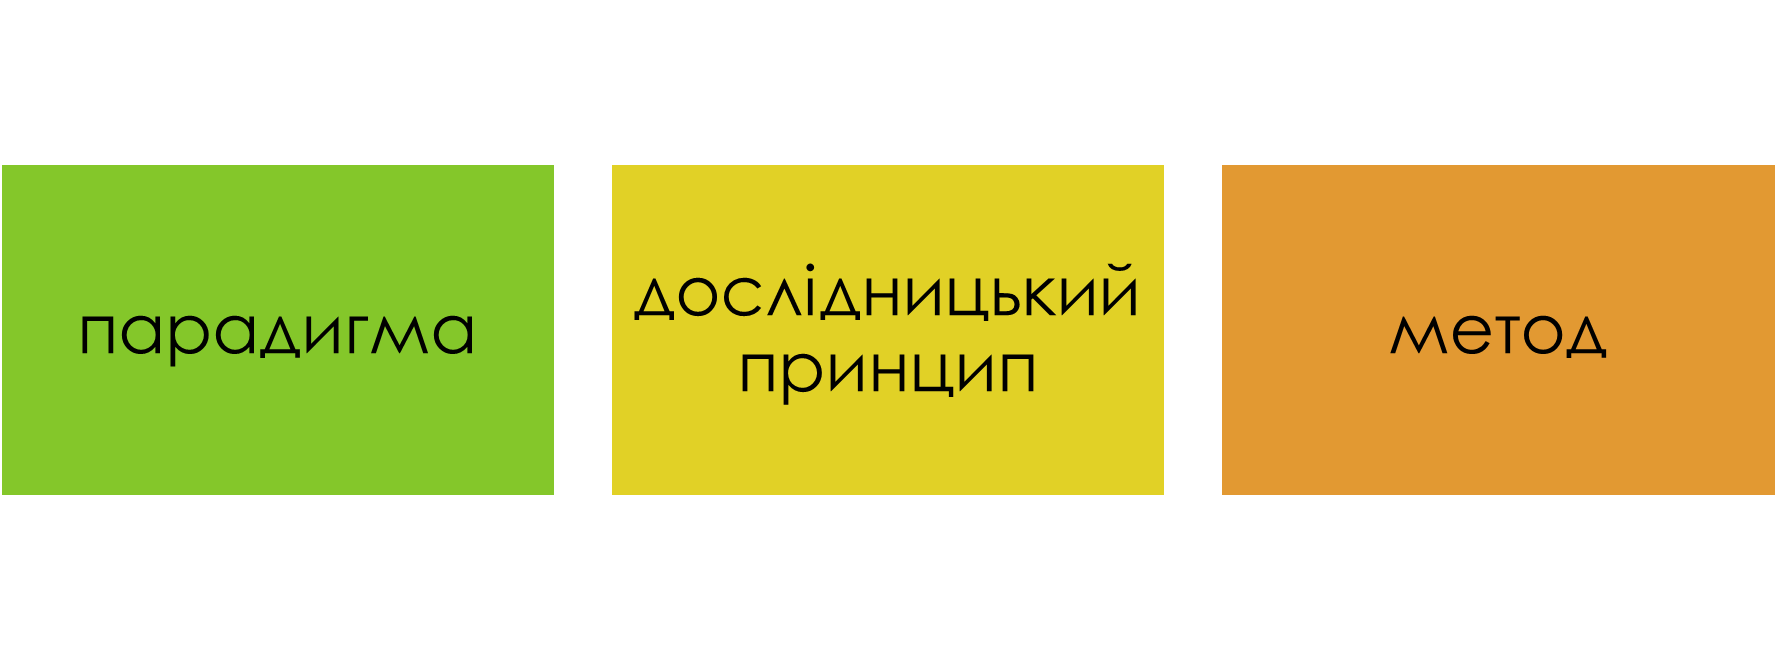 парадигма
дослідницький
принцип
метод